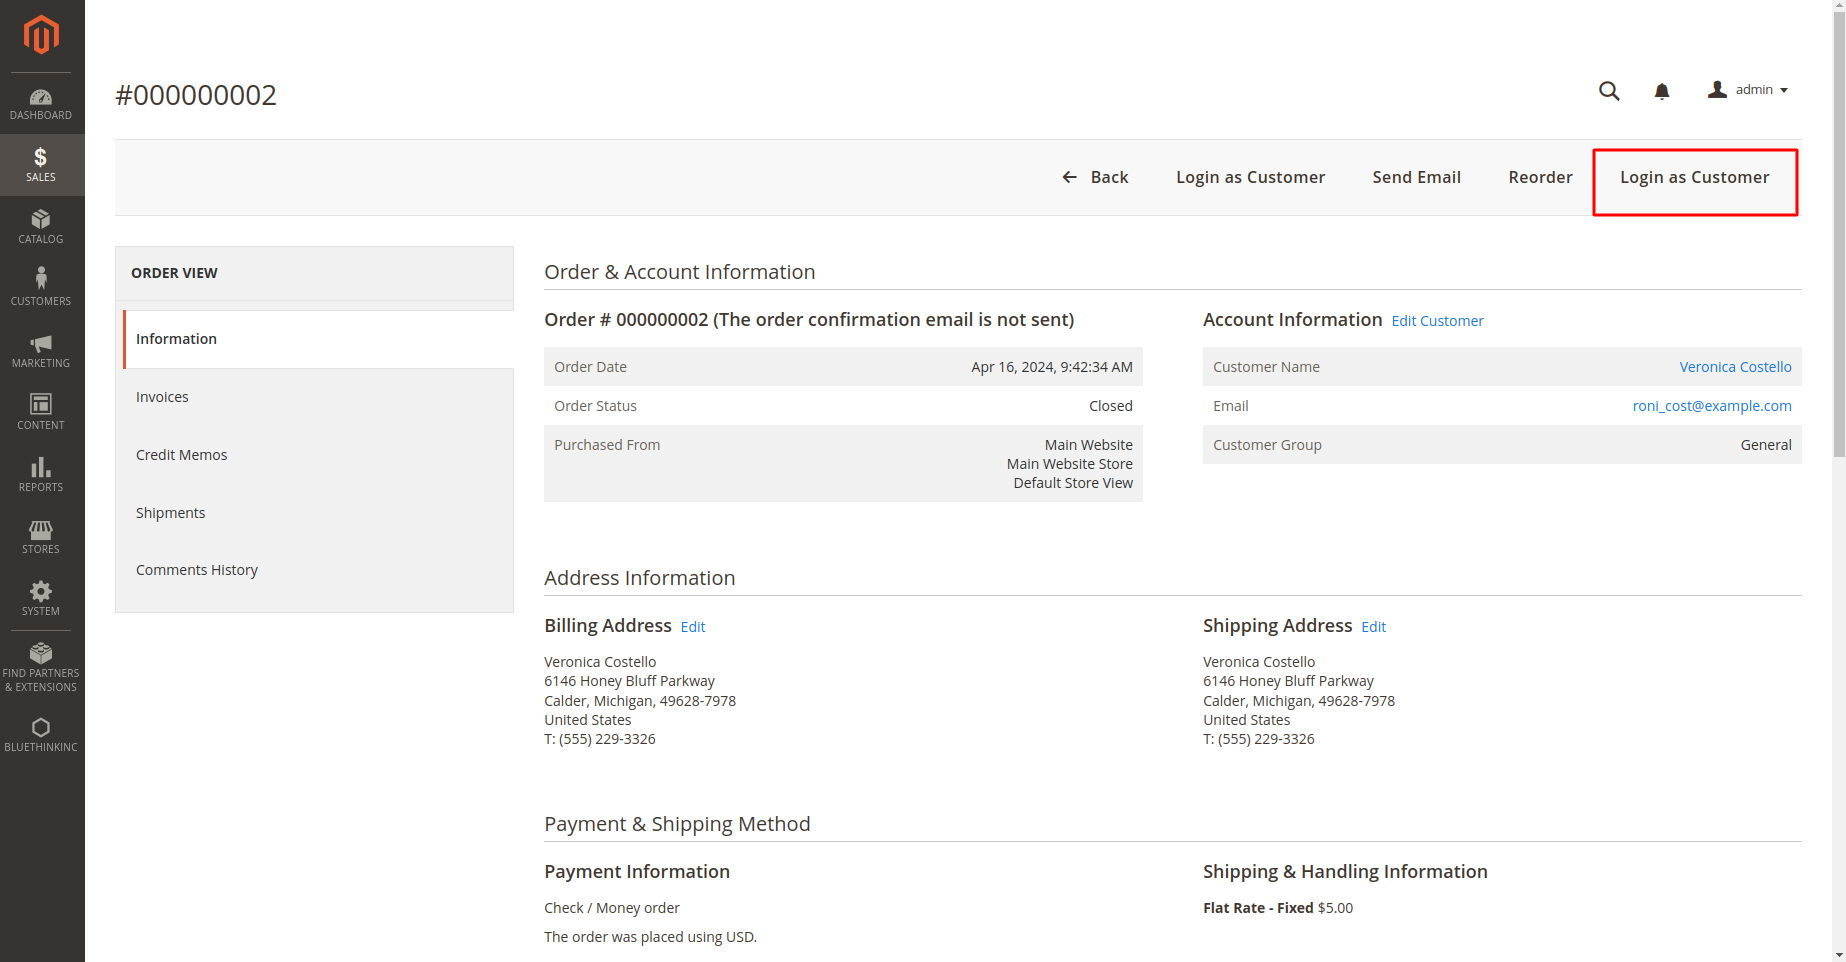 DASHBOARD
SALES
CATALOG
CUSTOMERS
MARKETING
CONTENT
REPORTS
STORES
SYSTEM
FIND PARTNERS
& EXTENSIONS
BLUETHINKINC
#000000002
admin
Back
Login as Customer
Send Email
Reorder
Login as Customer
ORDER VIEW
Information
Invoices
Credit Memos
Shipments
Comments History
Order & Account Information
Order # 000000002 (The order confirmation email is not sent)
Order Date Apr 16, 2024, 9:42:34 AM
Order Status Closed
Purchased From Main Website
Main Website Store
Default Store View
Account Information Edit Customer
Customer Name Veronica Costello
Email roni_cost@example.com
Customer Group General
Address Information
Billing Address Edit
Veronica Costello
6146 Honey Bluff Parkway
Calder, Michigan, 49628-7978
United States
T: (555) 229-3326
Shipping Address Edit
Veronica Costello
6146 Honey Bluff Parkway
Calder, Michigan, 49628-7978
United States
T: (555) 229-3326
Payment & Shipping Method
Payment Information
Check / Money order
The order was placed using USD.
Shipping & Handling Information
Flat Rate - Fixed $5.00